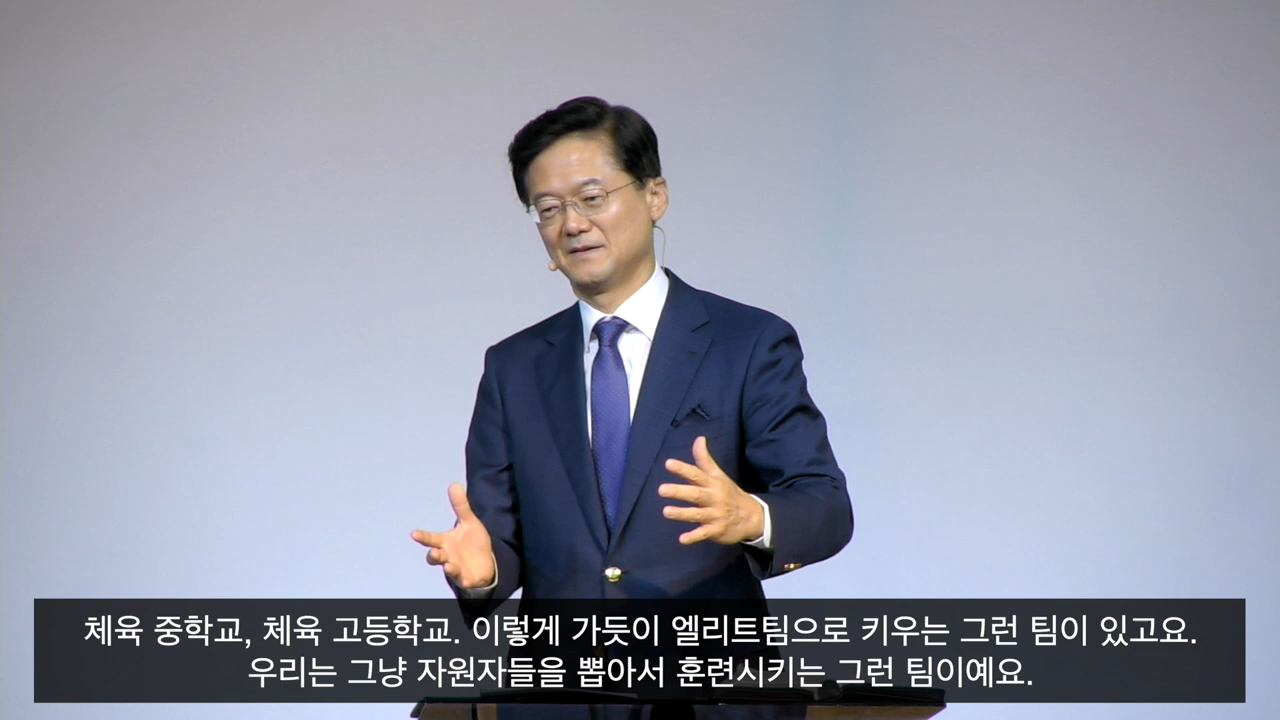 체육 중학교, 체육 고등학교. 이렇게 가듯이 엘리트팀으로 키우는 그런 팀이 있고요.
우리는 그냥 자원자들을 뽑아서 훈련시키는 그런 팀이예요.